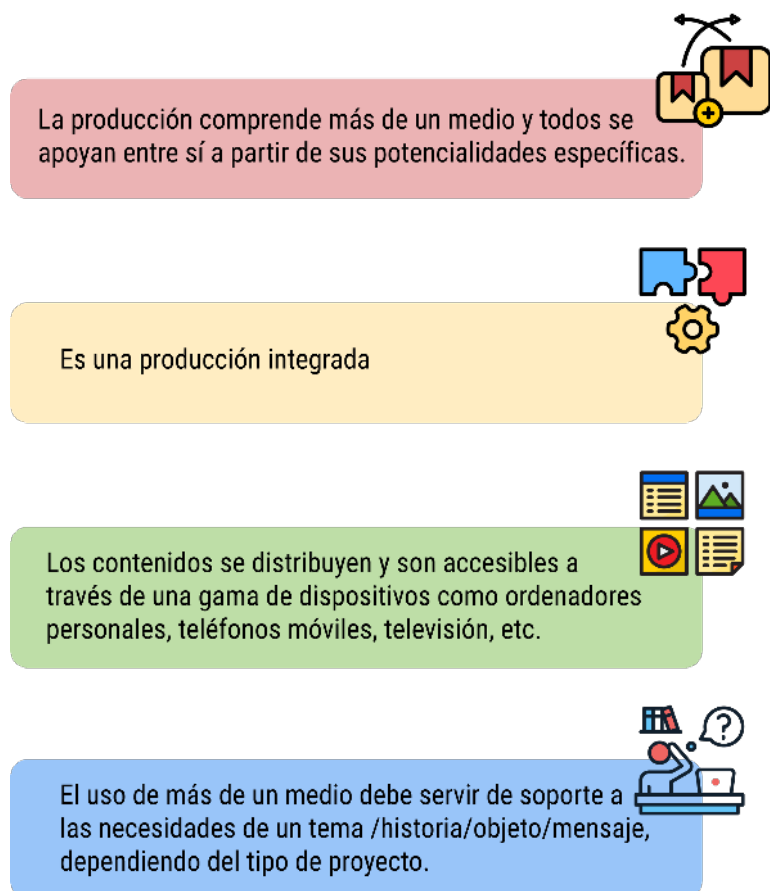 La producción comprende más de un medio y todos se
apoyan entre sí a partir de sus potencialidades específicas.
Es una producción integrada
Los contenidos se distribuyen y son accesibles a
través de una gama de dispositivos como ordenadores
personales, teléfonos móviles, televisión, etc.
El uso de más de un medio debe servir de soporte a
las necesidades de un tema /historia/objeto/mensaje,
dependiendo del tipo de proyecto.